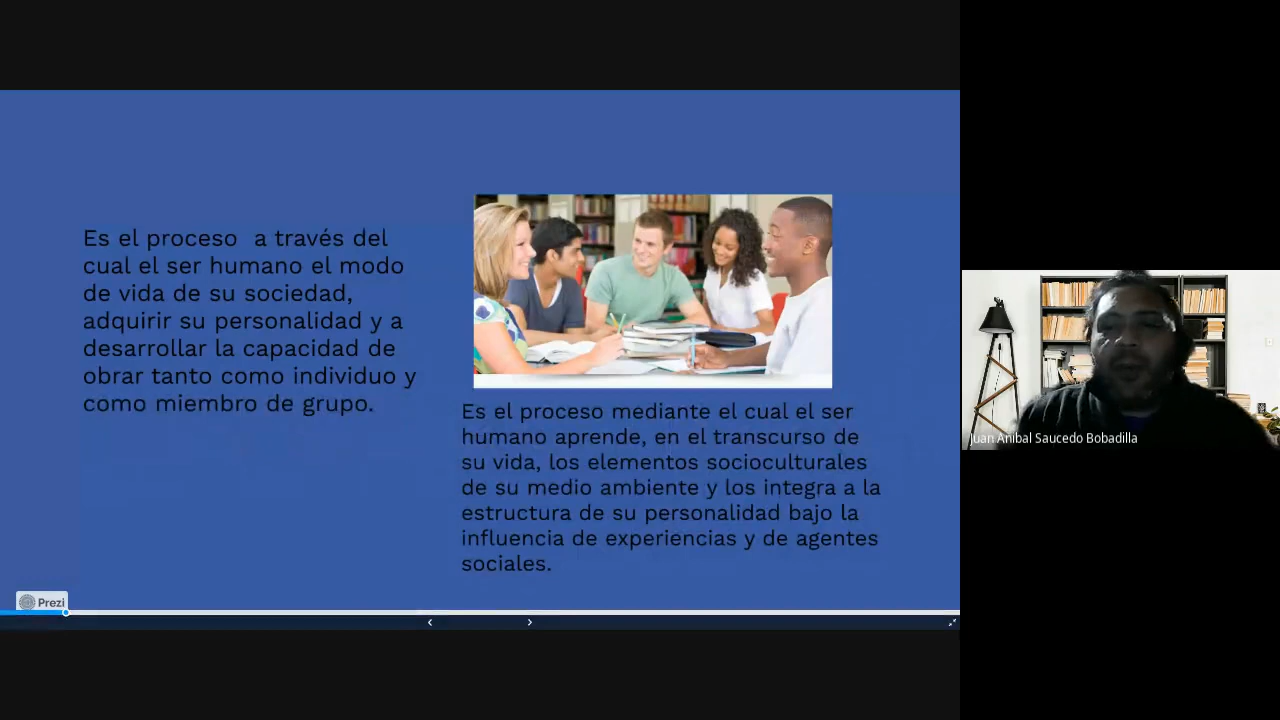 Es el proceso  a través del
cual el ser humano el modo
de vida de su sociedad,
adquirir su personalidad y a
desarrollar la capacidad de
obrar tanto como individuo y
como miembro de grupo.
Es el proceso mediante el cual el ser
humano aprende, en el transcurso de
su vida, los elementos socioculturales
de su medio ambiente y los integra a la
estructura de su personalidad bajo la
influencia de experiencias y de agentes
sociales.
Prezi
Juan Anibal Saucedo Bobadilla